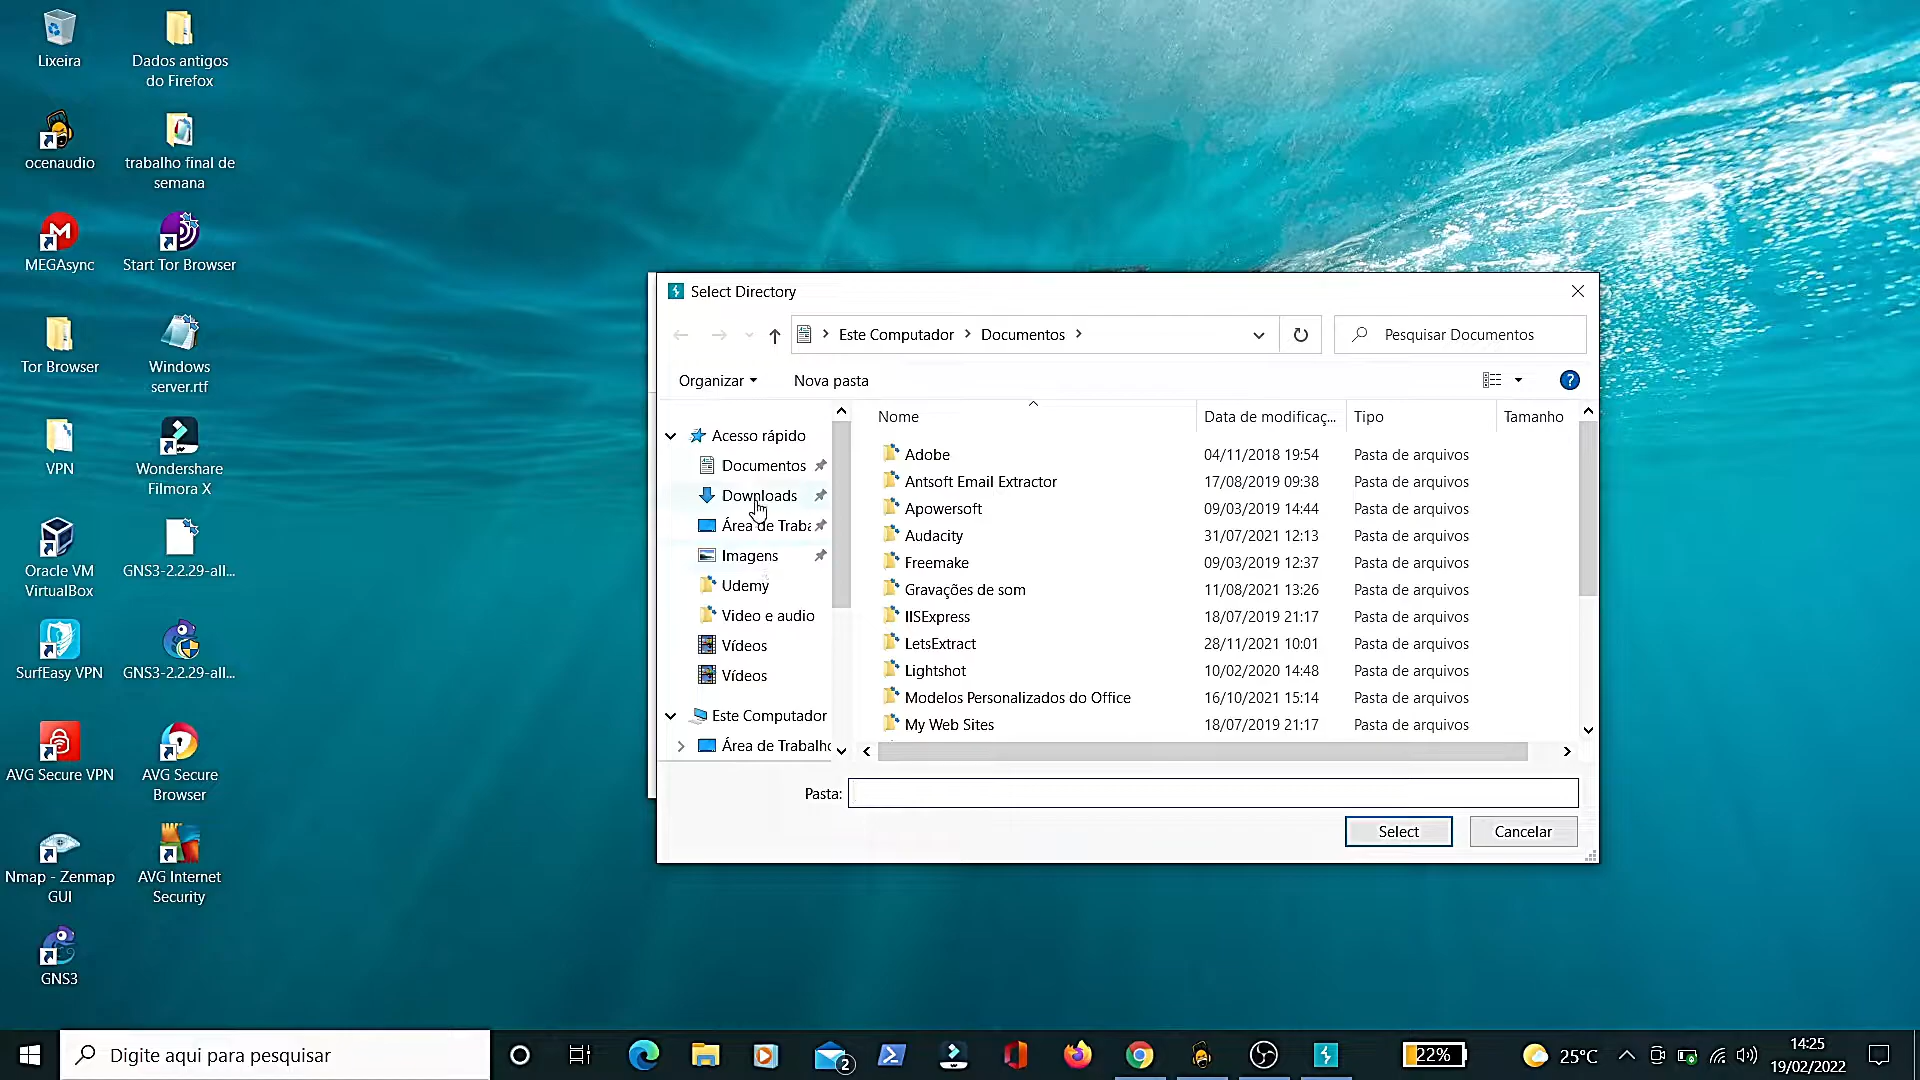 Lixeira
Dados antigos
do Firefox
ocenaudio
trabalho final de
semana
MEGAsync
Start Tor Browser
Tor Browser
Windows
server.rtf
VPN
Wondershare
Filmora X
Oracle VM
VirtualBox
GNS3-2.2.29-all...
SurfEasy VPN
GNS3-2.2.29-all...
AVG Secure VPN
AVG Secure
Browser
Nmap - Zenmap
GUI
AVG Internet
Security
GNS3
Select Directory
Este Computador
Documentos
Pesquisar Documentos
Organizar
Nova pasta
Acesso rápido
Documentos
Downloads
Área de Traba
Imagens
Udemy
Video e audio
Vídeos
Vídeos
Este Computador
Área de Trabalho
Nome Data de modificaç... Tipo Tamanho
Adobe 04/11/2018 19:54 Pasta de arquivos
Antsoft Email Extractor 17/08/2019 09:38 Pasta de arquivos
Apowersoft 09/03/2019 14:44 Pasta de arquivos
Audacity 31/07/2021 12:13 Pasta de arquivos
Freemake 09/03/2019 12:37 Pasta de arquivos
Gravações de som 11/08/2021 13:26 Pasta de arquivos
IISExpress 18/07/2019 21:17 Pasta de arquivos
LetsExtract 28/11/2021 10:01 Pasta de arquivos
Lightshot 10/02/2020 14:48 Pasta de arquivos
Modelos Personalizados do Office 16/10/2021 15:14 Pasta de arquivos
My Web Sites 18/07/2019 21:17 Pasta de arquivos
Pasta:
Select
Cancelar
Digite aqui para pesquisar
2
22%
25°C
14:25
19/02/2022